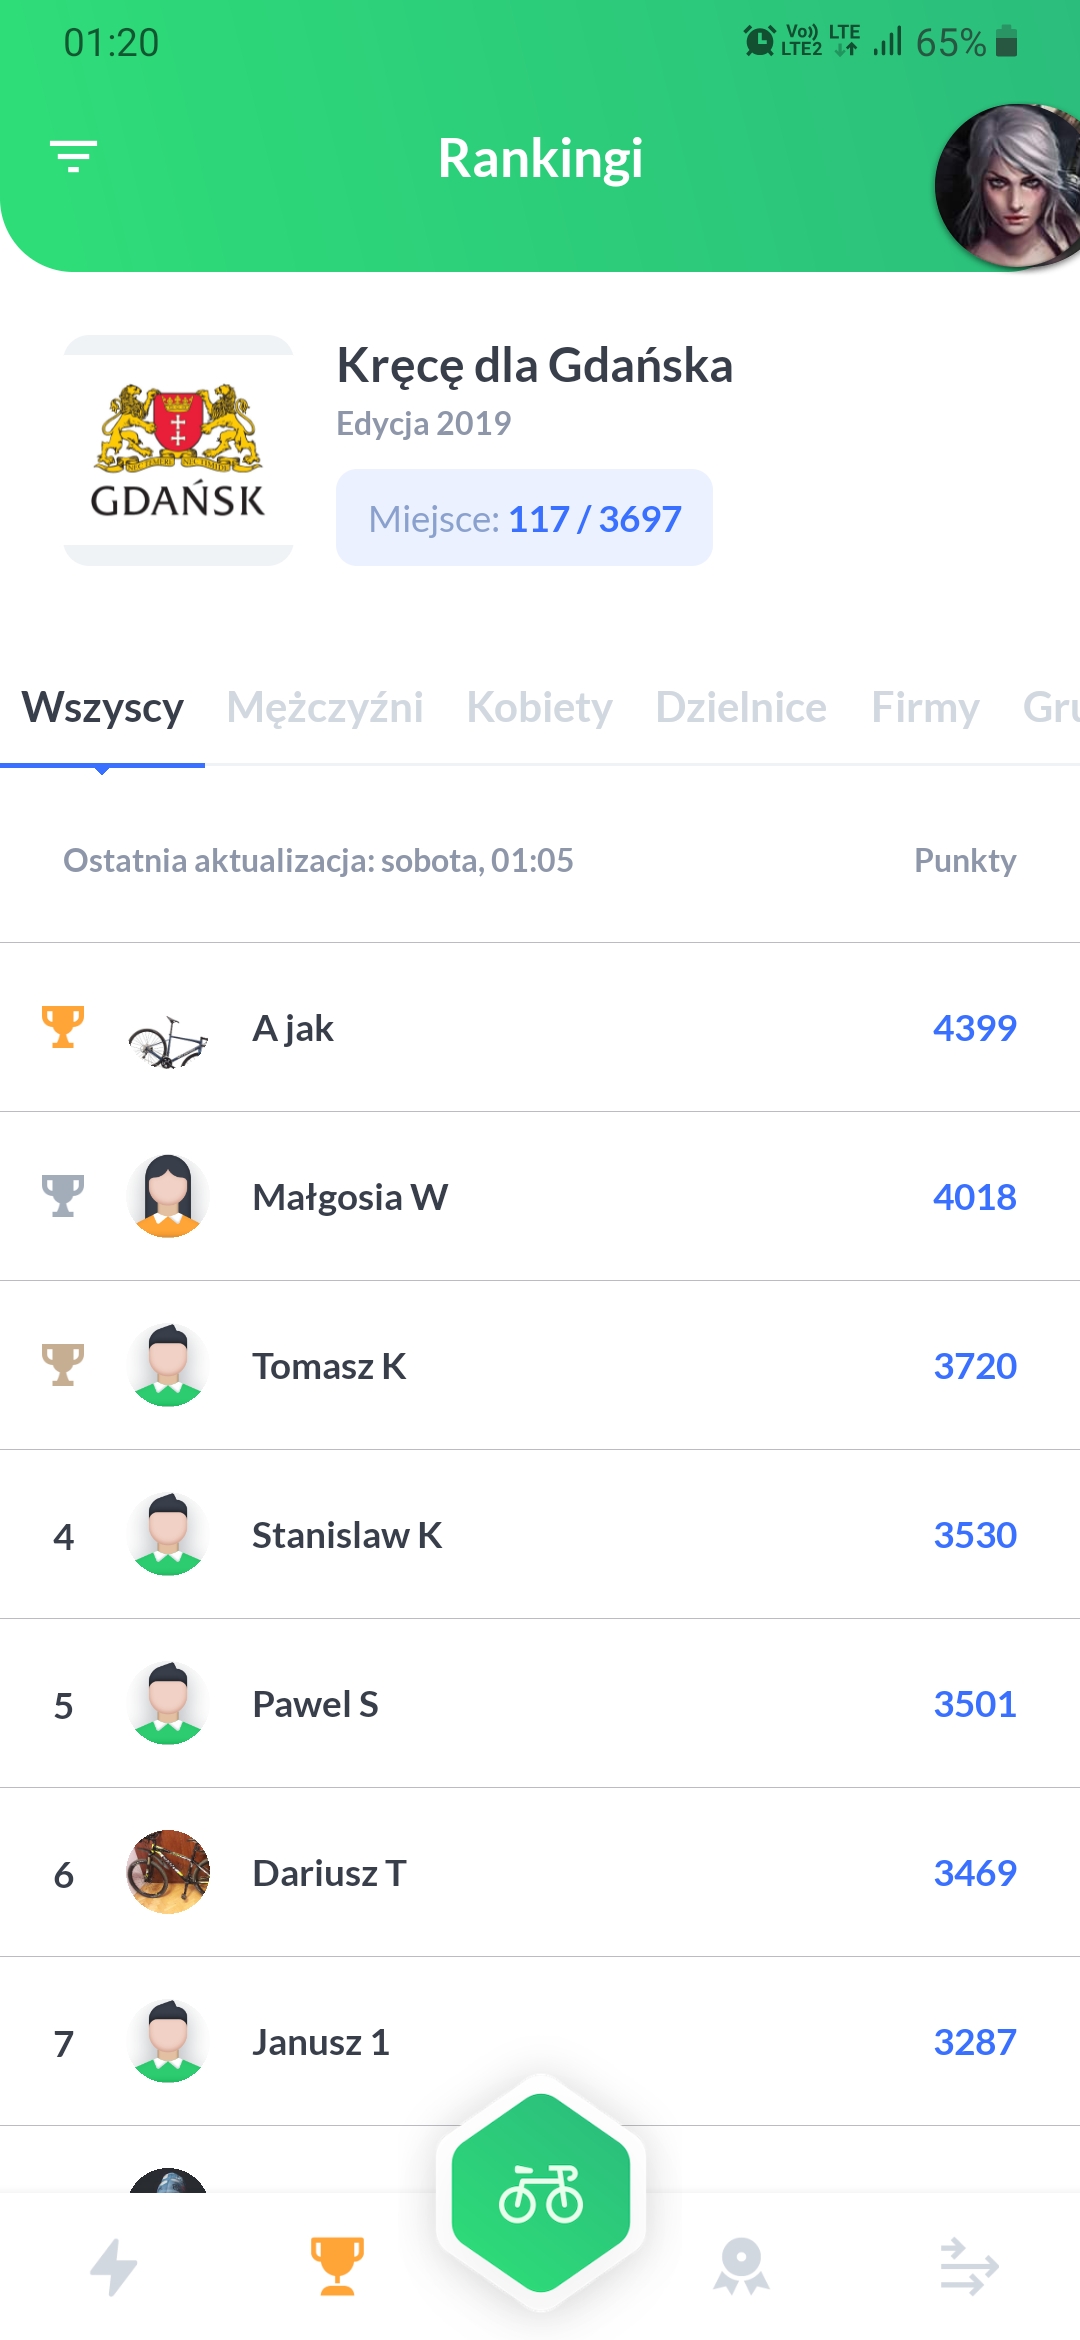 01:20
Vo)) LTE
LTE2
65%
Rankingi
GDAŃSK
Kręcę dla Gdańska
Edycja 2019
Miejsce: 117 / 3697
Wszyscy Mężczyźni Kobiety Dzielnice Firmy Gru
Ostatnia aktualizacja: sobota, 01:05 Punkty
A jak 4399
Małgosia W 4018
Tomasz K 3720
4 Stanislaw K 3530
5 Pawel S 3501
6 Dariusz T 3469
7 Janusz 1 3287